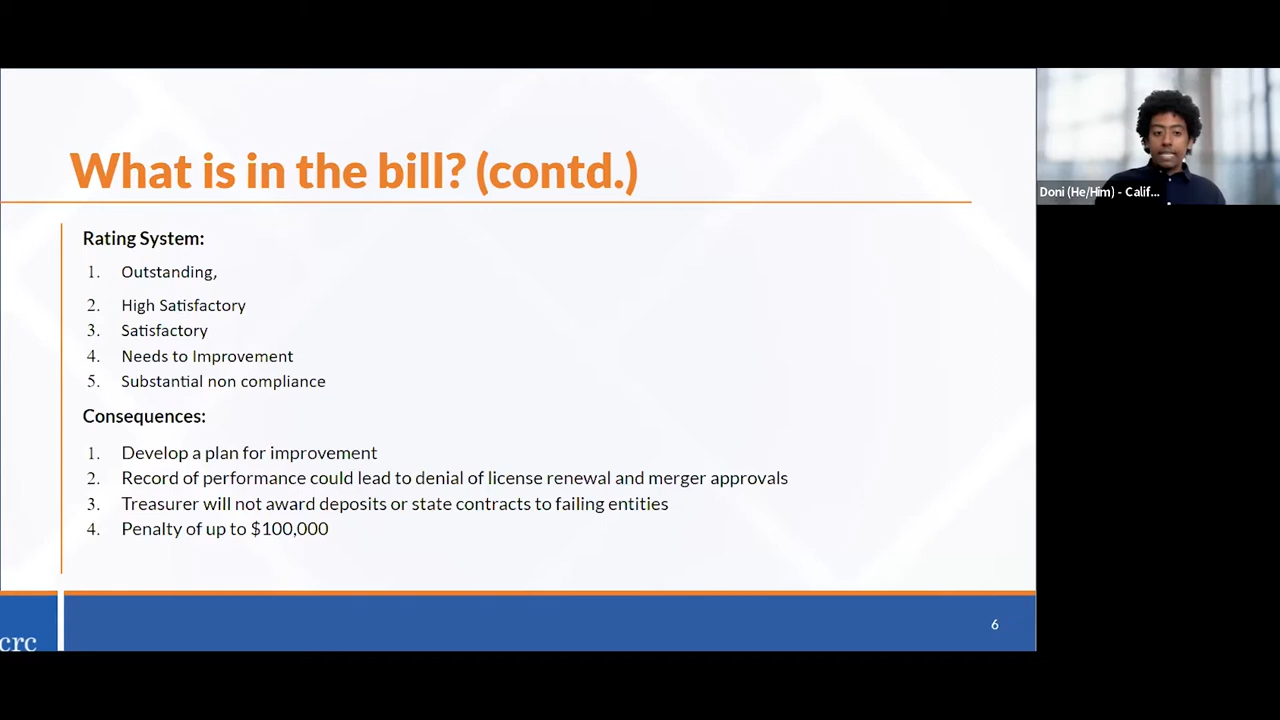 What is in the bill? (contd.)
Rating System:
1. Outstanding,
2. High Satisfactory
3. Satisfactory
4. Needs to Improvement
5. Substantial non compliance
Consequences:
1. Develop a plan for improvement
2. Record of performance could lead to denial of license renewal and merger approvals
3. Treasurer will not award deposits or state contracts to failing entities
4. Penalty of up to $100,000
crc
6
Doni (He/Him) - Calif...